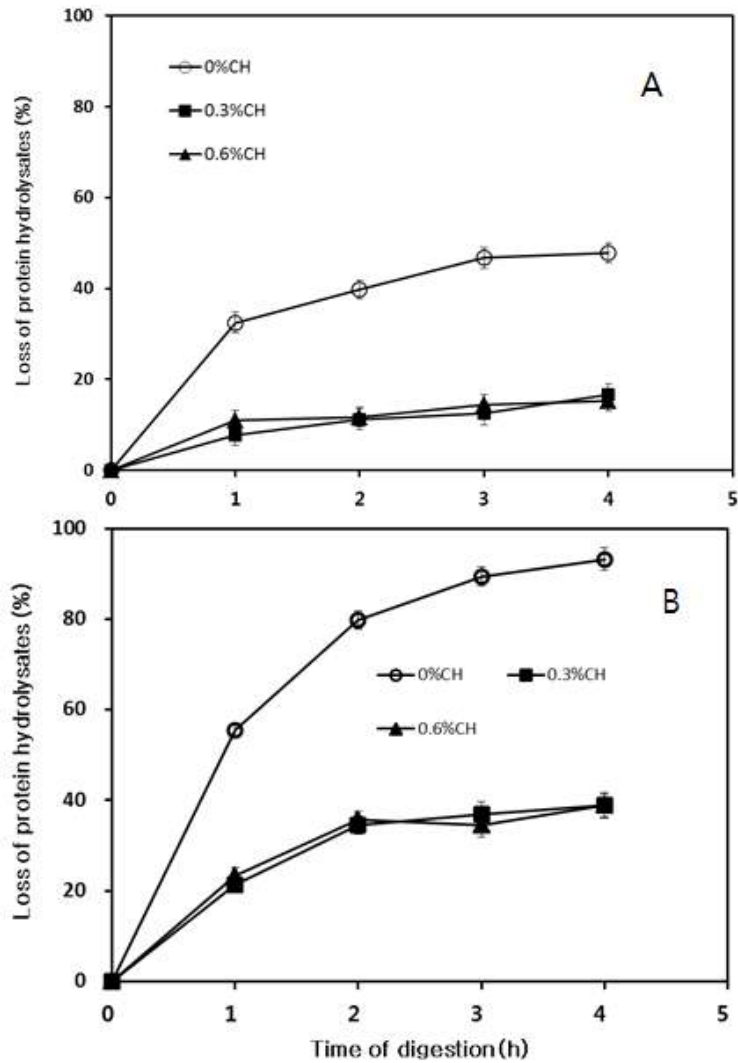 100
80
60
40
20
0
Loss of protein hydrolysates (%)
0%CH
0.3%CH
0.6%CH
A
0 1 2 3 4 5
100
80
60
40
20
0
Loss of protein hydrolysates (%)
B
0%CH 0.3%CH
0.6%CH
0 1 2 3 4 5
Time of digestion(h)